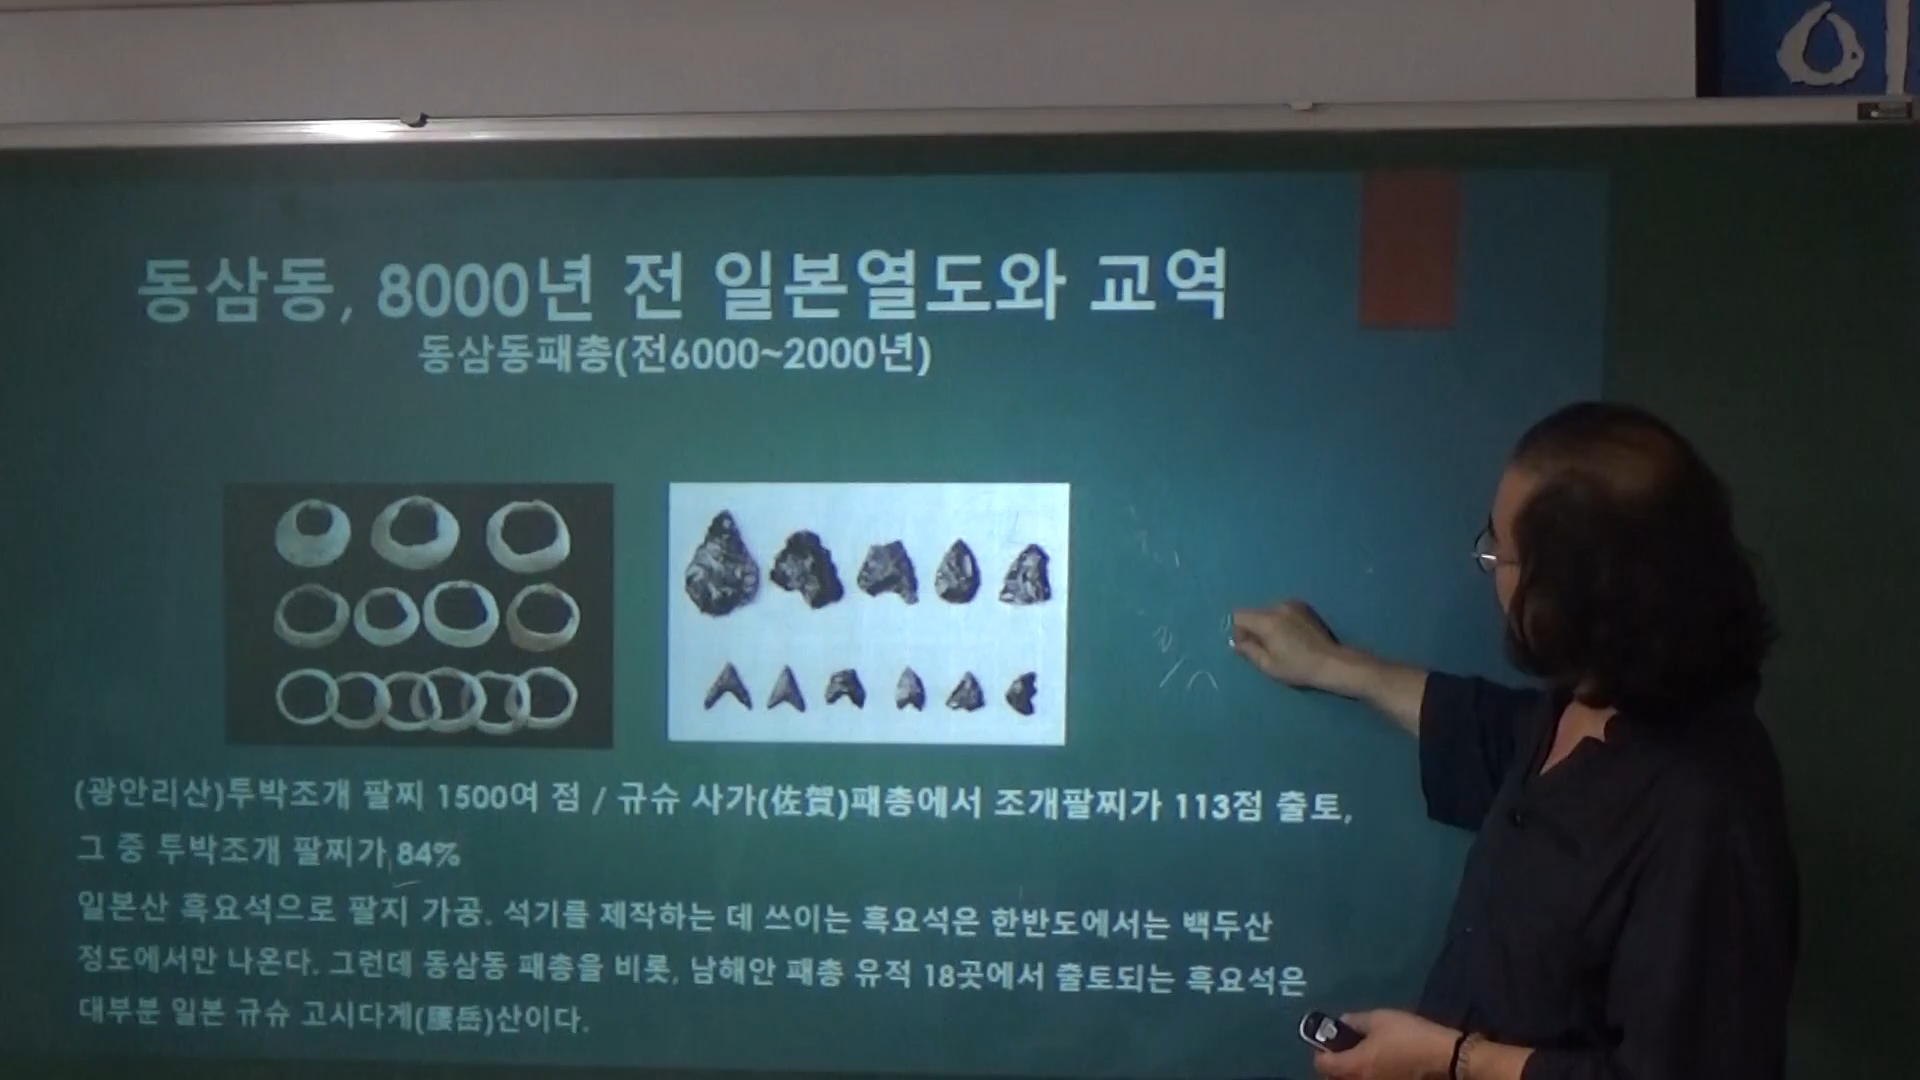 동삼동, 8000년 전 일본열도와 교역
동삼동패총(전6000~2000년)
(광안리산)투박조개 팔찌 1500여 점 / 규슈 사가(佐賀)패총에서 조개팔찌가 113점 출토,
그 중 투박조개 팔찌가 84%
일본산 흑요석으로 팔지 가공. 석기를 제작하는 데 쓰이는 흑요석은 한반도에서는 백두산
정도에서만 나온다. 그런데 동삼동 패총을 비롯, 남해안 패총 유적 18곳에서 출토되는 흑요석은
대부분 일본 규슈 고시다게(腰岳)산이다.